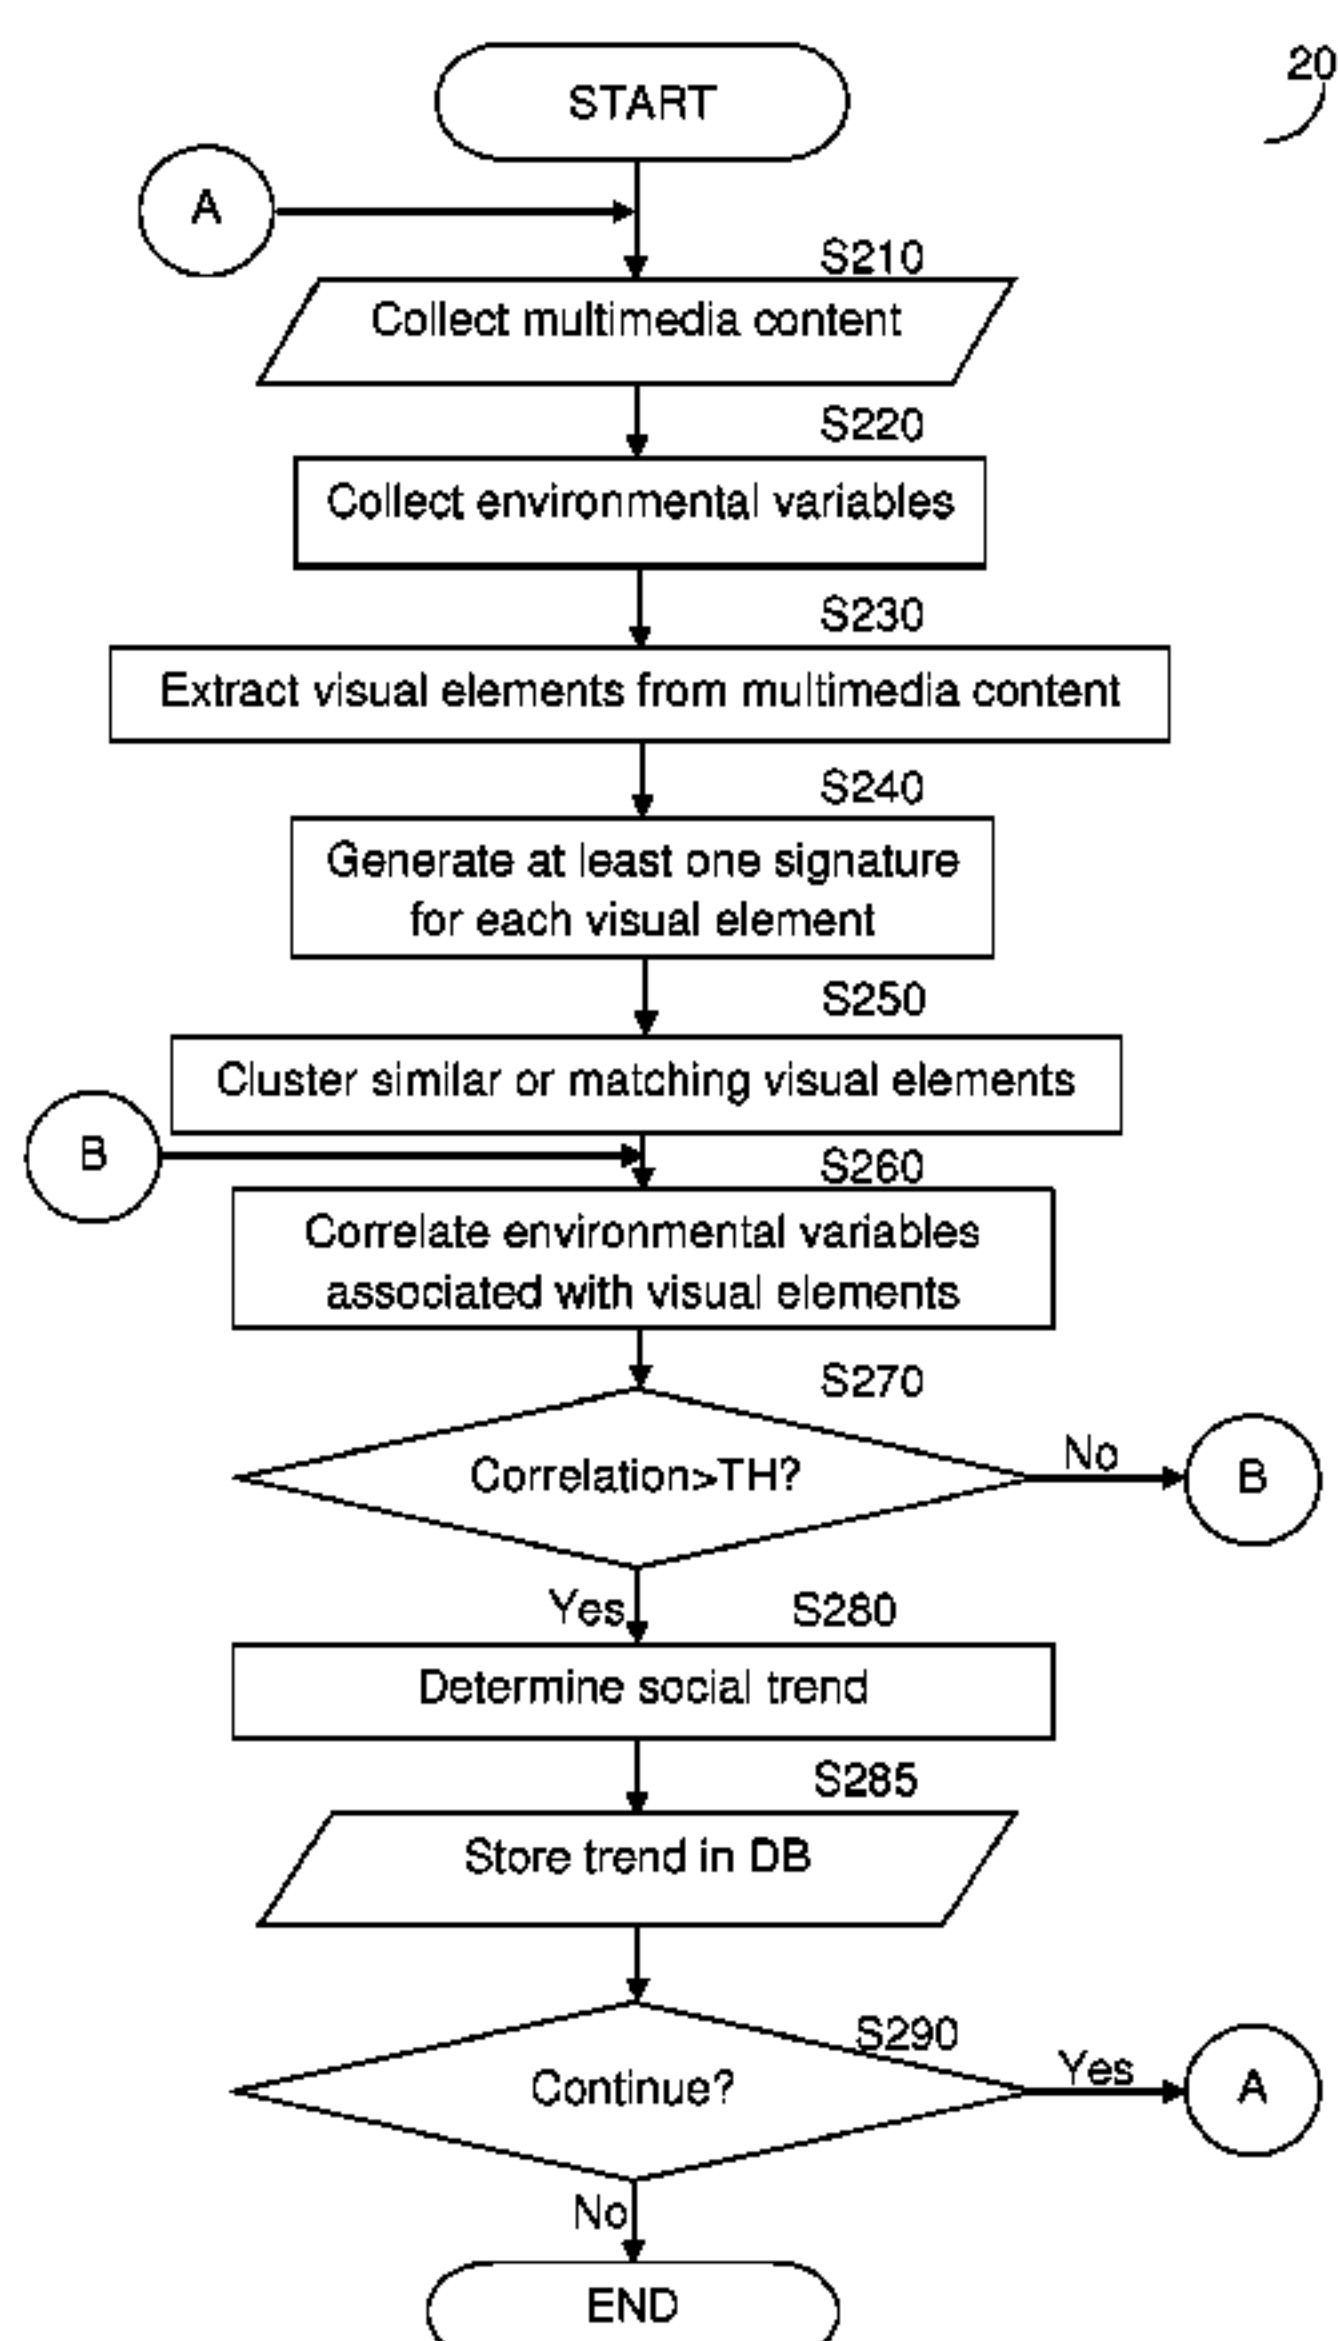 START
20
A
S210
Collect multimedia content
S220
Collect environmental variables
S230
Extract visual elements from multimedia content
S240
Generate at least one signature
for each visual element
S250
Cluster similar or matching visual elements
B
S260
Correlate environmental variables
associated with visual elements
S270
Correlation>TH?
No
B
Yes
S280
Determine social trend
S285
Store trend in DB
S290
Continue?
Yes
A
No
END